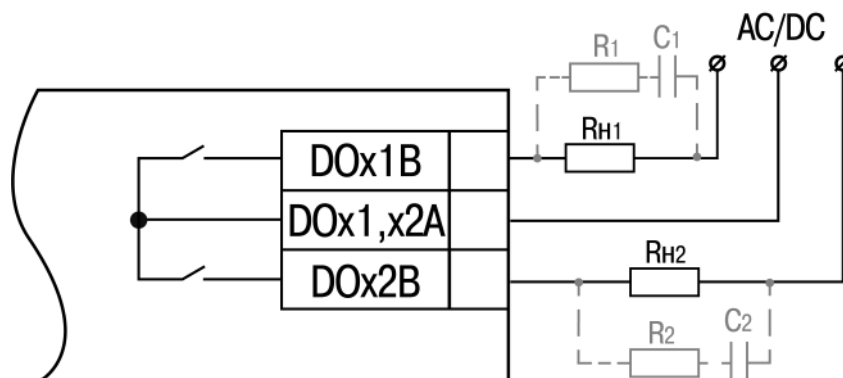 AC/DC
R1 C1
RH1
DOx1B
DOx1,x2A
DOx2B
RH2
R2 C2